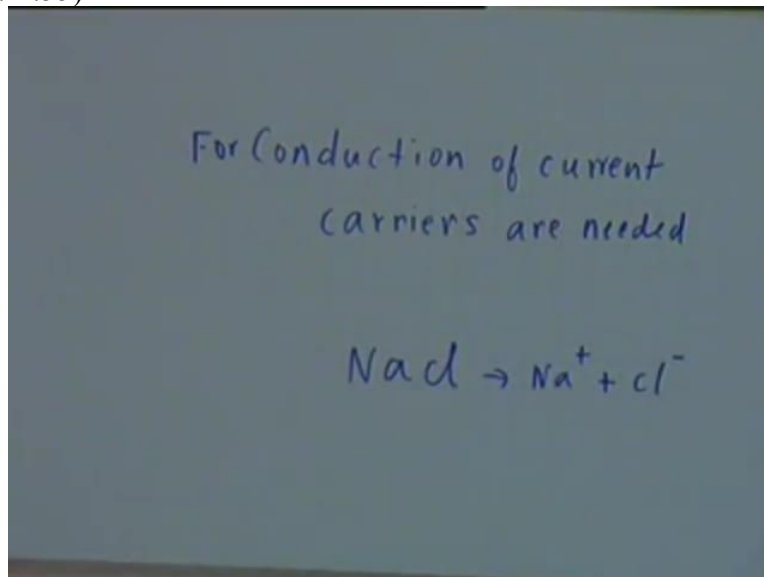 For Conduction of current
carriers are needed
NaCl → Na⁺ + Cl⁻